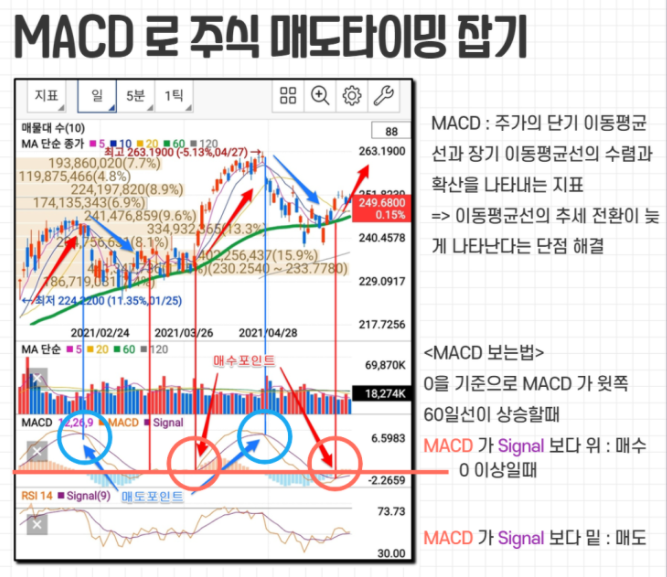 MACD 로 주식 매도타이밍 잡기
지표 일 5분 1틱
매물대 수(10) 88
MA 단순 종가 5 10 20 60 120
최고 263.1900 (-5.13%,04/27) → 263.1900
193,860,020(7.7%)
119,875,466(4.8%)
224,197,820(8.9%)
174,135,343(6.9%) 251.8239
249.6800
0.15%
241,476,859(9.6%)
334,932,365(13.3%)
240.4578
402,256,437(15.9%)
(230.2540 ~ 233.7780)
229.0917
←최저 224.2200 (11.35%,01/25)
217.7256
2021/02/24 2021/03/26 2021/04/28
MA 단순 5 20 60 120
매수포인트
69,870K
18,274K
MACD 12,26,9 MACD Signal
6.5983
매도포인트
-2.2659
RSI 14 Signal(9)
73.73
30.00
MACD : 주가의 단기 이동평균
선과 장기 이동평균선의 수렴과
확산을 나타내는 지표
=> 이동평균선의 추세 전환이 늦
게 나타난다는 단점 해결
<MACD 보는법>
0을 기준으로 MACD 가 윗쪽
60일선이 상승할때
MACD 가 Signal 보다 위 : 매수
0 이상일때
MACD 가 Signal 보다 밑 : 매도